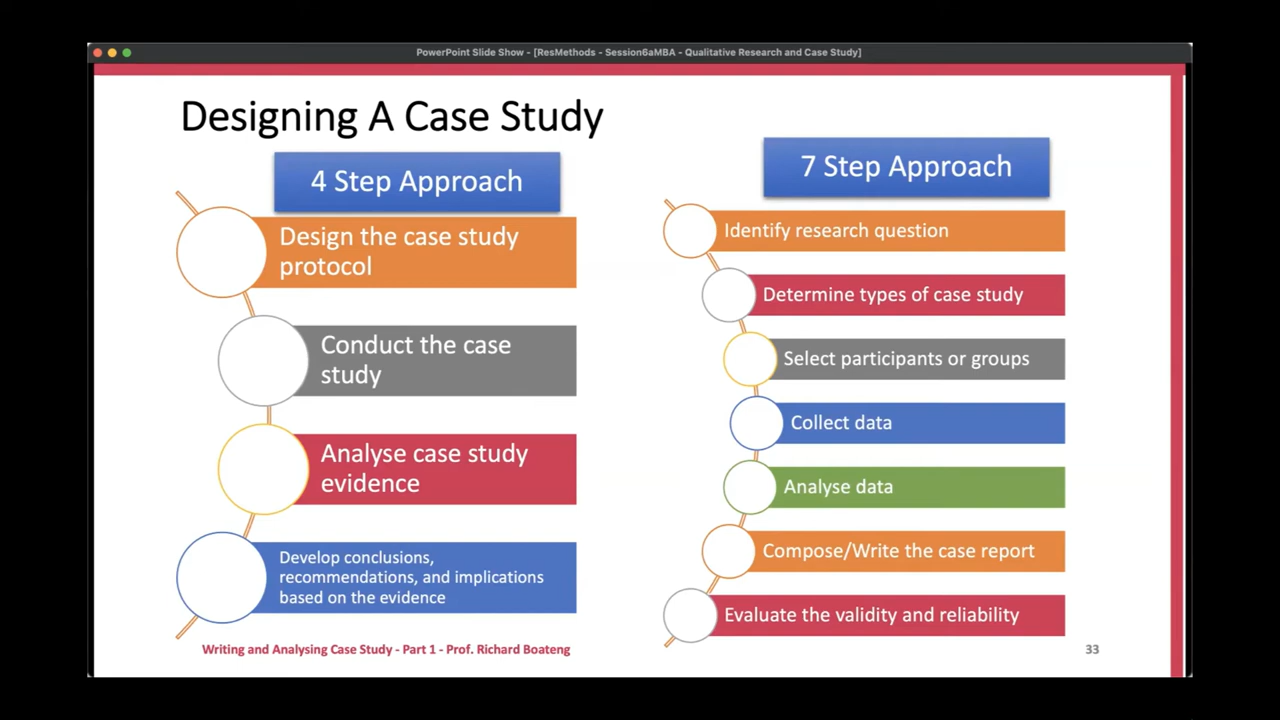 PowerPoint Slide Show - [ResMethods - Session6aMBA - Qualitative Research and Case Study]
Designing A Case Study
4 Step Approach
Design the case study
protocol
Conduct the case
study
Analyse case study
evidence
Develop conclusions,
recommendations, and implications
based on the evidence
7 Step Approach
Identify research question
Determine types of case study
Select participants or groups
Collect data
Analyse data
Compose/Write the case report
Evaluate the validity and reliability
Writing and Analysing Case Study - Part 1 - Prof. Richard Boateng
33